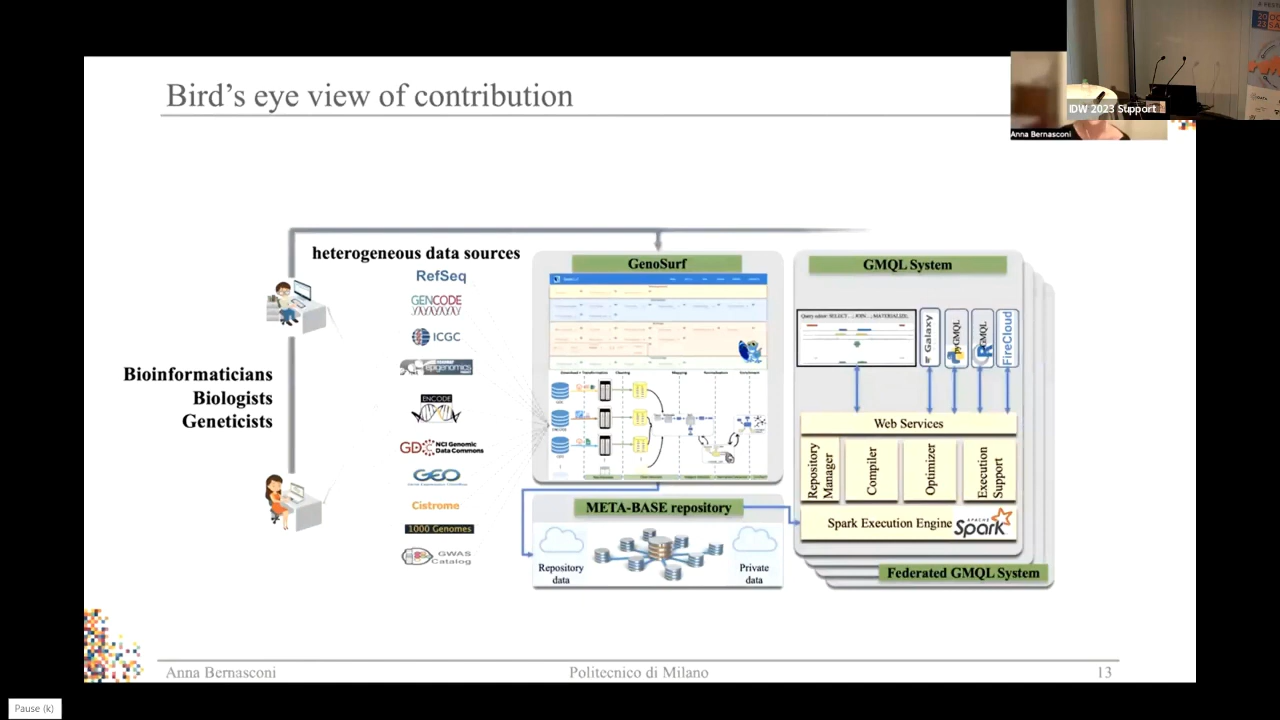 Bird's eye view of contribution
IDW 2023 Support
Anna Bernasconi
heterogeneous data sources
RefSeq
GENCODE
ICGC
epigenomics
ENCODE
NCI Genomic
Data Commons
GEO
Cistrome
1000 Genomes
GWAS
Catalog
Bioinformaticians
Biologists
Geneticists
GenoSurf
META-BASE repository
Repository
data
Private
data
GMQL System
Galaxy
pyGMQL
RGMQL
FireCloud
Web Services
Repository
Manager
Compiler
Optimizer
Execution
Support
Spark Execution Engine
APACHE
Spark
Federated GMQL System
Anna Bernasconi
Politecnico di Milano
13
Pause (k)